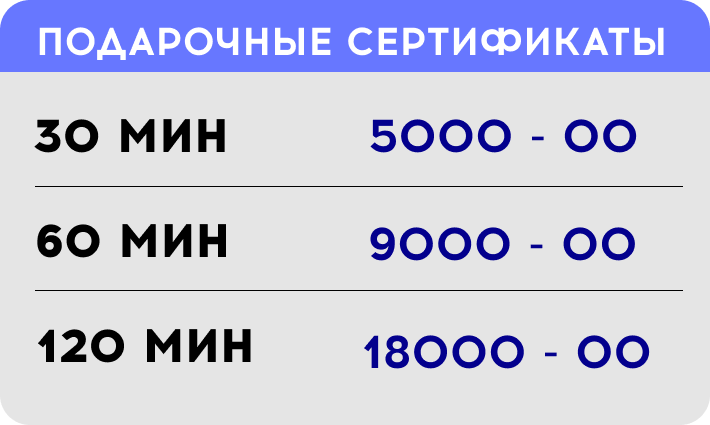 ПОДАРОЧНЫЕ СЕРТИФИКАТЫ
30 МИН 5000 - 00
60 МИН 9000 - 00
120 МИН 18000 - 00